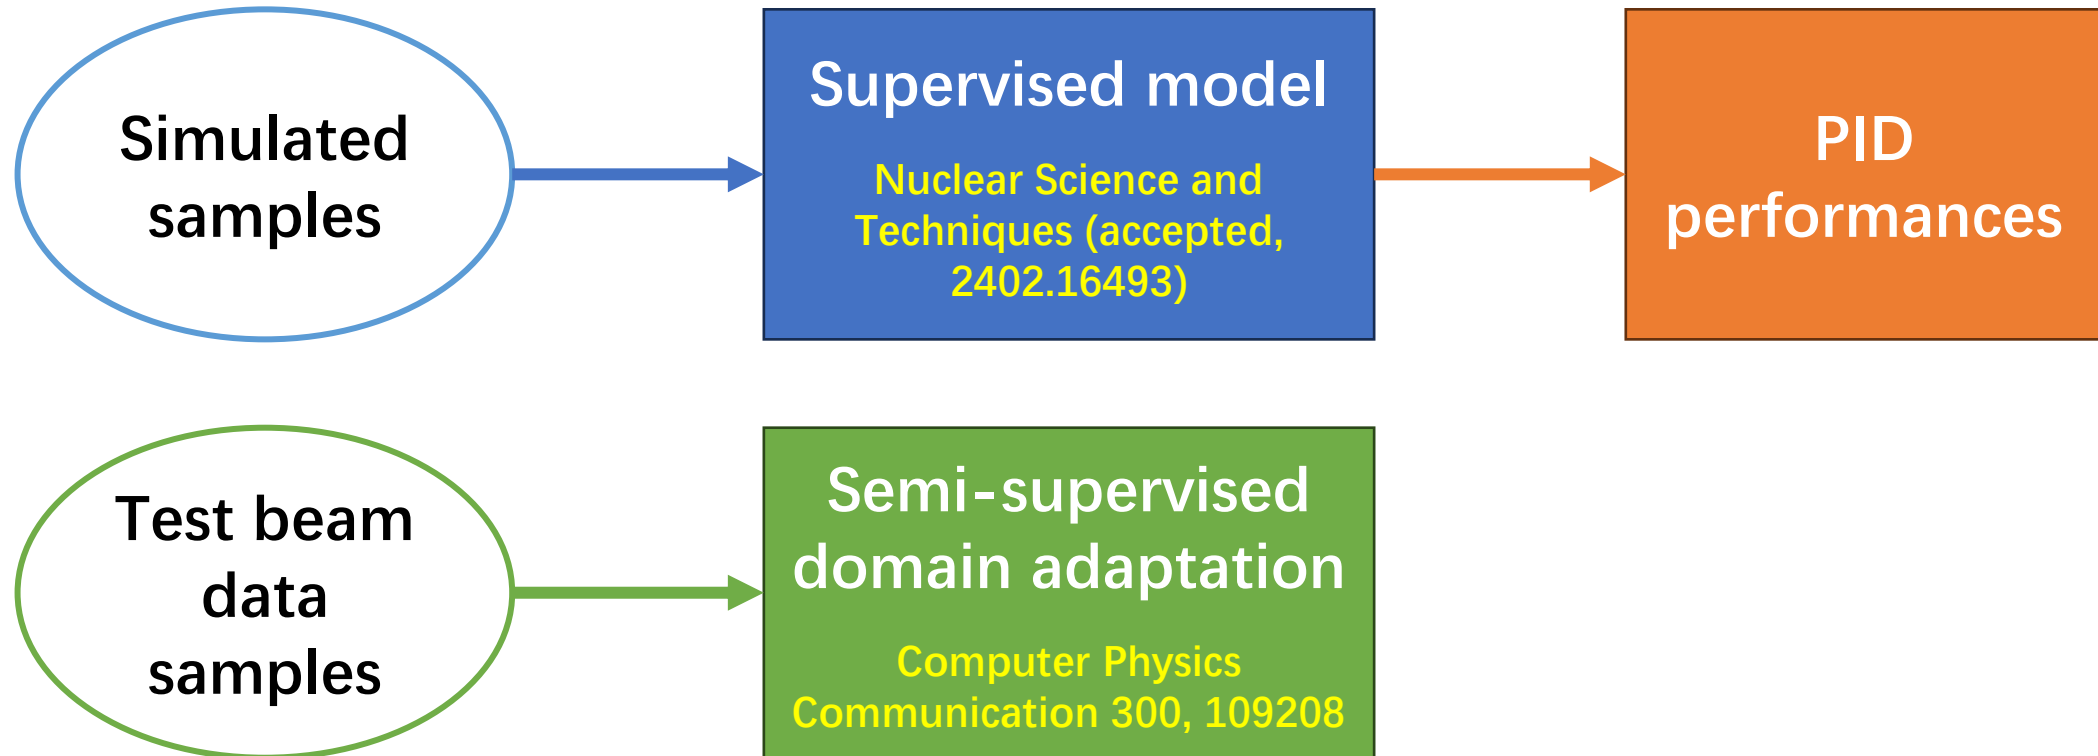 Simulated
samples
Supervised model
Nuclear Science and
Techniques (accepted,
2402.16493)
PID
performances
Test beam
data
samples
Semi-supervised
domain adaptation
Computer Physics
Communication 300, 109208